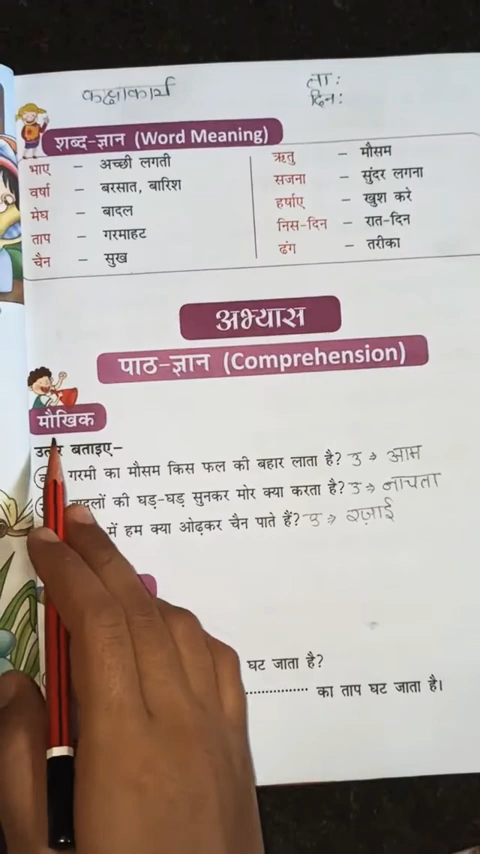 कक्षाकार्य
ता:
दिन:
शब्द-ज्ञान (Word Meaning)
भाए – अच्छी लगती
वर्षा – बरसात, बारिश
मेघ – बादल
ताप – गरमाहट
चैन – सुख
ऋतु – मौसम
सजना – सुंदर लगना
हर्षाए – खुश करे
निस-दिन – रात-दिन
ढंग – तरीका
अभ्यास
पाठ-ज्ञान (Comprehension)
मौखिक
उत्तर बताइए–
गरमी का मौसम किस फल की बहार लाता है? उ → आम
की घड़-घड़ सुनकर मोर क्या करता है? उ → नाचता
में हम क्या ओढ़कर चैन पाते हैं? उ → रज़ाई
घट जाता है?
................ का ताप घट जाता है।